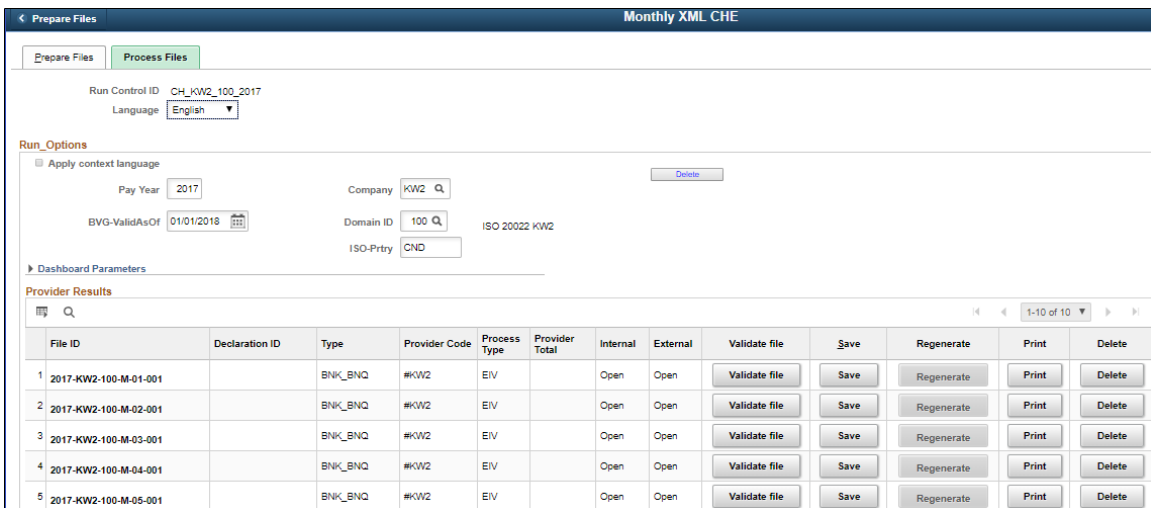 Prepare Files Monthly XML CHE
Prepare Files Process Files
Run Control ID CH_KW2_100_2017
Language English
Run_Options
Apply context language
Delete
Pay Year 2017 Company KW2
BVG-ValidAsOf 01/01/2018 Domain ID 100 ISO 20022 KW2
ISO-Prtry CND
Dashboard Parameters
Provider Results
1-10 of 10
File ID Declaration ID Type Provider Code Process Type Provider Total Internal External Validate file Save Regenerate Print Delete
1 2017-KW2-100-M-01-001 BNK_BNQ #KW2 EIV Open Open Validate file Save Regenerate Print Delete
2 2017-KW2-100-M-02-001 BNK_BNQ #KW2 EIV Open Open Validate file Save Regenerate Print Delete
3 2017-KW2-100-M-03-001 BNK_BNQ #KW2 EIV Open Open Validate file Save Regenerate Print Delete
4 2017-KW2-100-M-04-001 BNK_BNQ #KW2 EIV Open Open Validate file Save Regenerate Print Delete
5 2017-KW2-100-M-05-001 BNK_BNQ #KW2 EIV Open Open Validate file Save Regenerate Print Delete